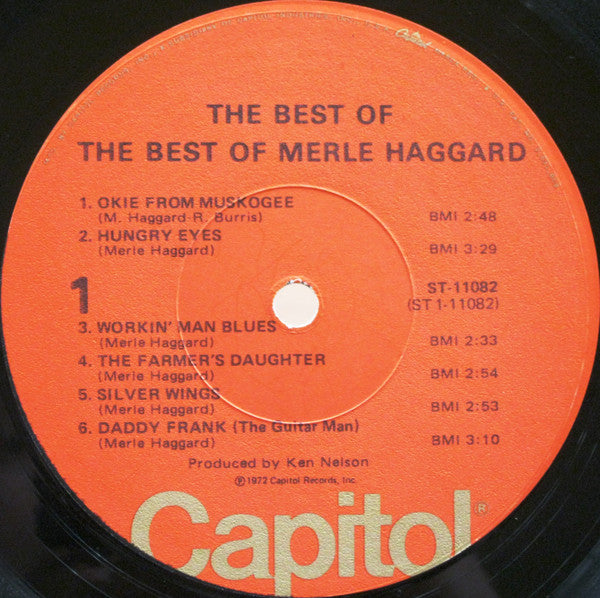 THE BEST OF
THE BEST OF MERLE HAGGARD
1. OKIE FROM MUSKOGEE
(M. Haggard-R. Burris) BMI 2:48
2. HUNGRY EYES
(Merle Haggard) BMI 3:29
1
ST-11082
(ST 1-11082)
3. WORKIN' MAN BLUES
(Merle Haggard) BMI 2:33
4. THE FARMER'S DAUGHTER
(Merle Haggard) BMI 2:54
5. SILVER WINGS
(Merle Haggard) BMI 2:53
6. DADDY FRANK (The Guitar Man)
(Merle Haggard) BMI 3:10
Produced by Ken Nelson
℗1972 Capitol Records, Inc.
Capitol®